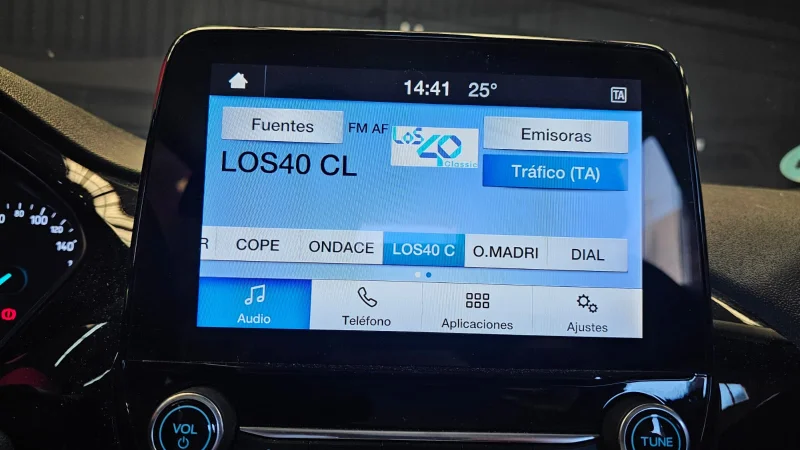 14:41 25° TA
Fuentes FM AF Los 40 Classic Emisoras
LOS40 CL Tráfico (TA)
R COPE ONDACE LOS40 C O.MADRI DIAL
Audio Teléfono Aplicaciones Ajustes
80 100 120 140
VOL TUNE